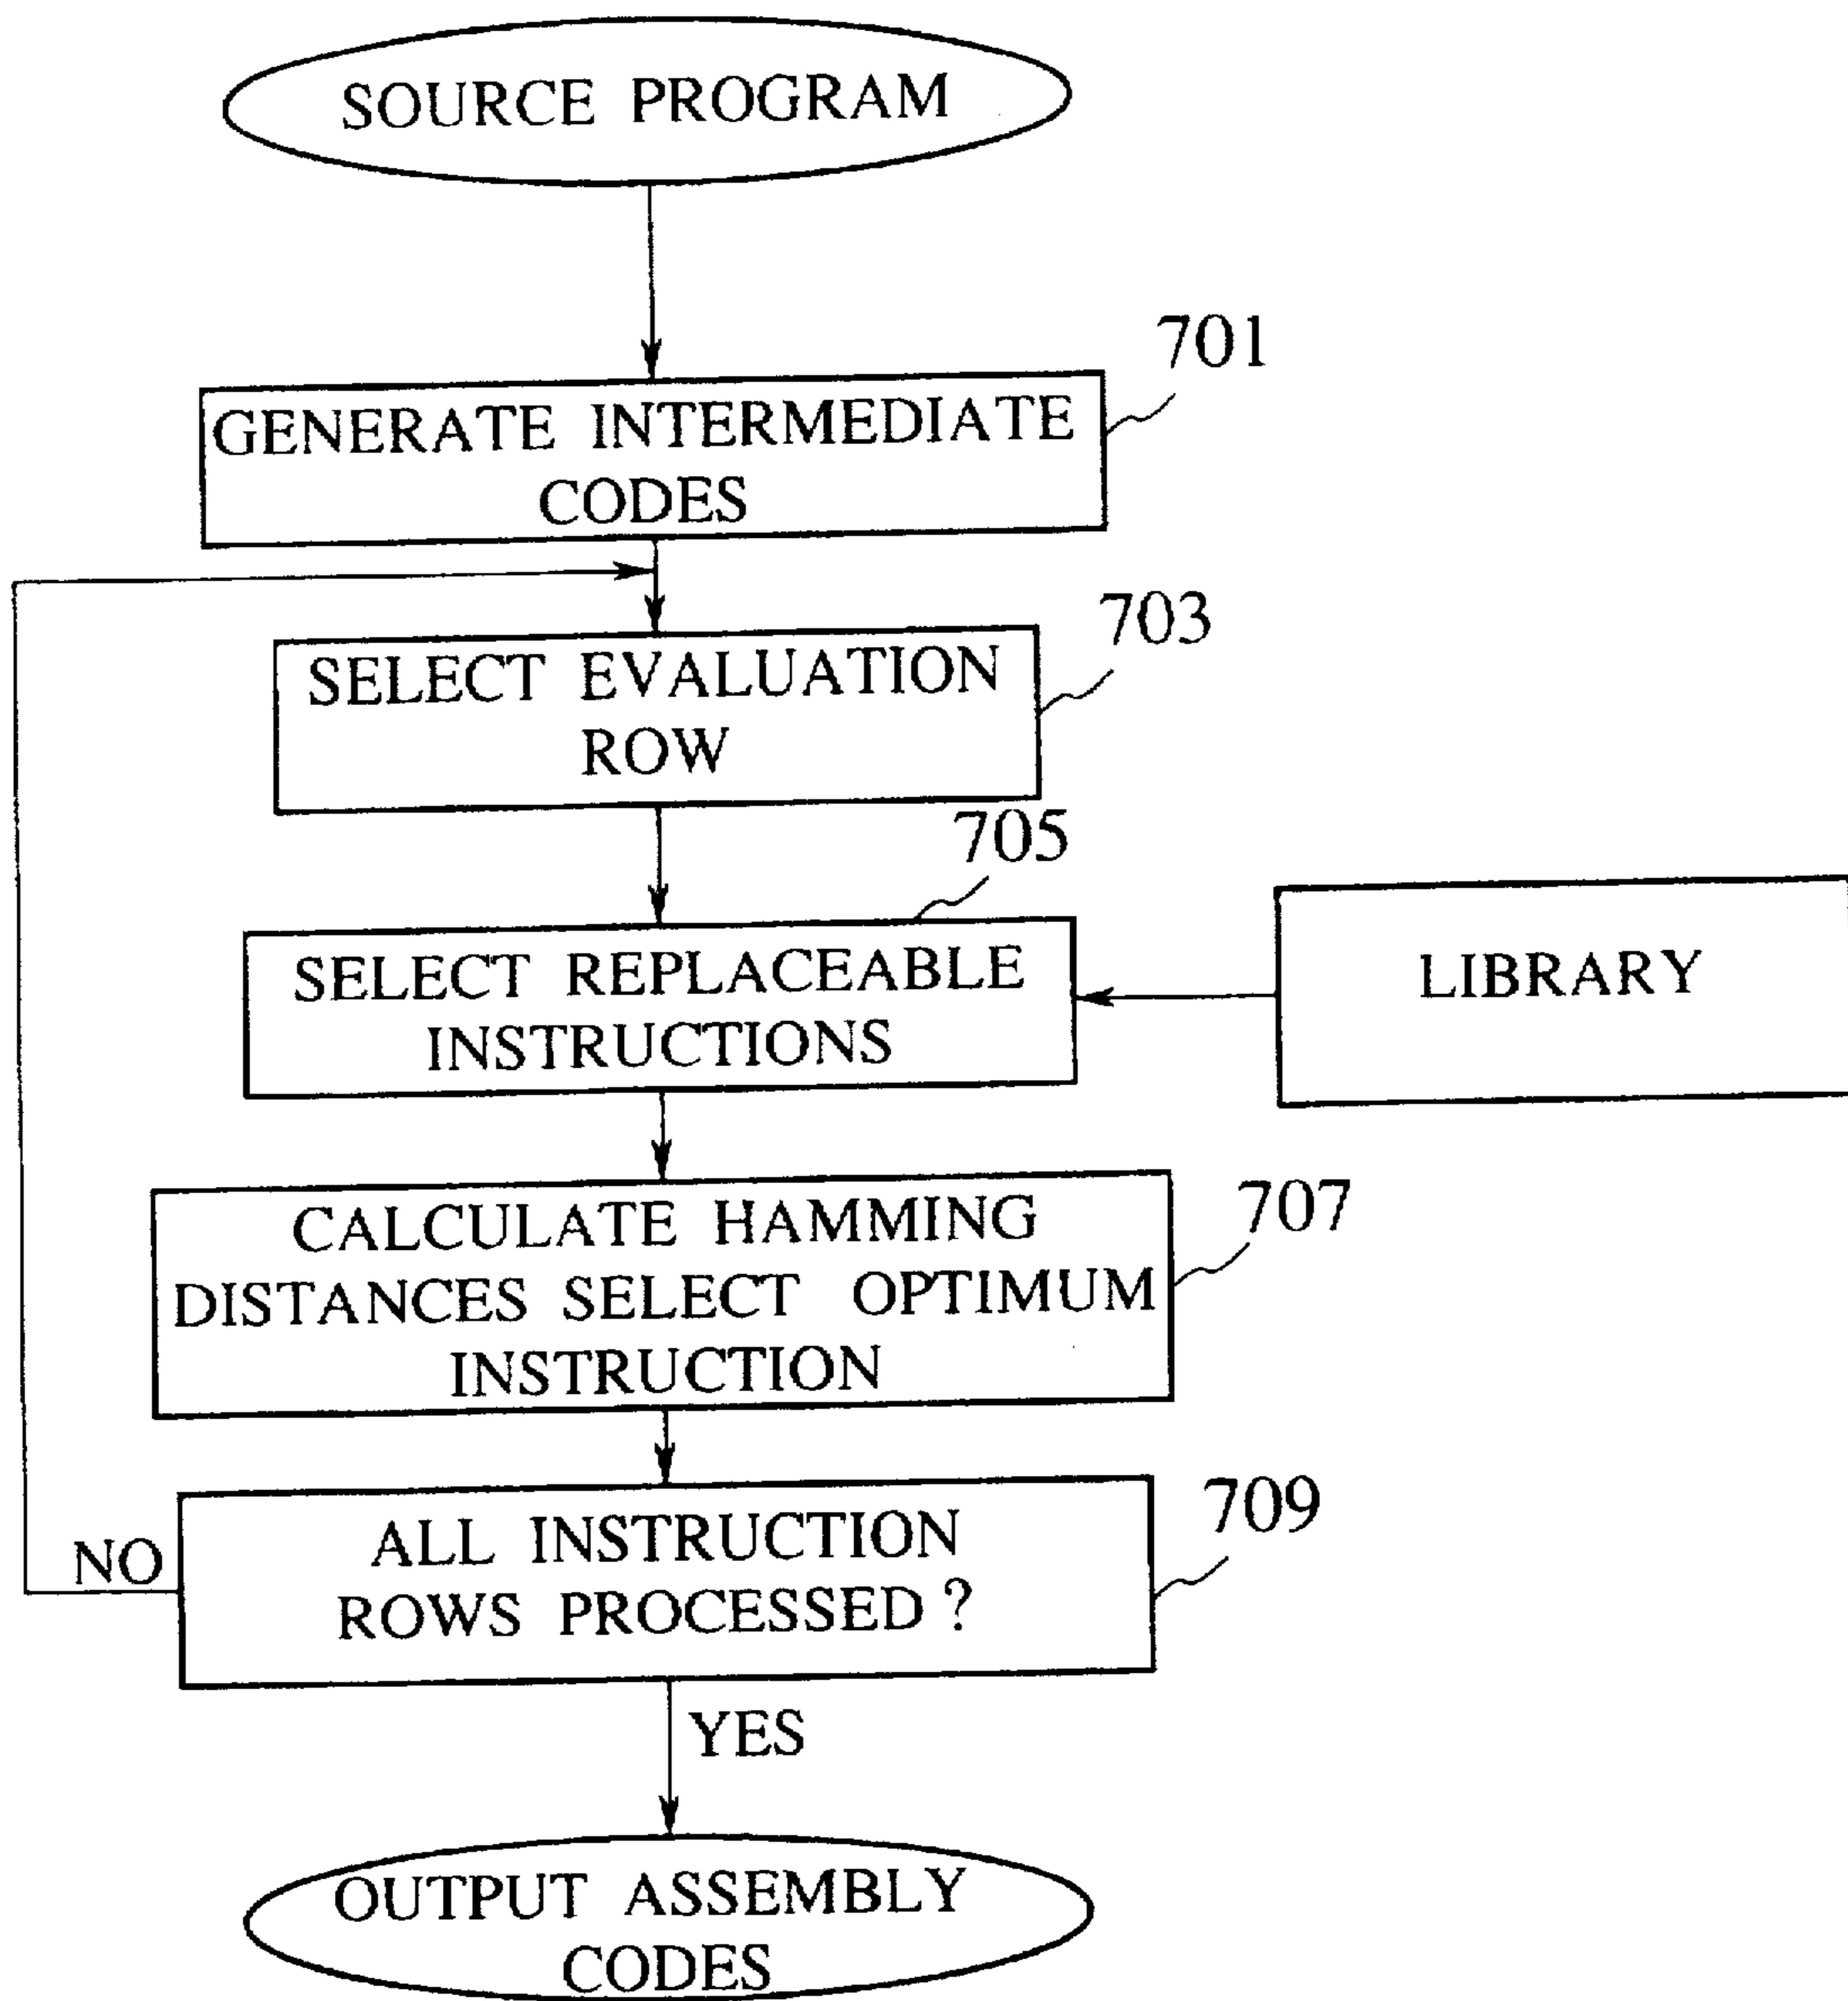 SOURCE PROGRAM
701
GENERATE INTERMEDIATE
CODES
703
SELECT EVALUATION
ROW
705
SELECT REPLACEABLE
INSTRUCTIONS
LIBRARY
707
CALCULATE HAMMING
DISTANCES SELECT OPTIMUM
INSTRUCTION
709
ALL INSTRUCTION
ROWS PROCESSED ?
NO
YES
OUTPUT ASSEMBLY
CODES